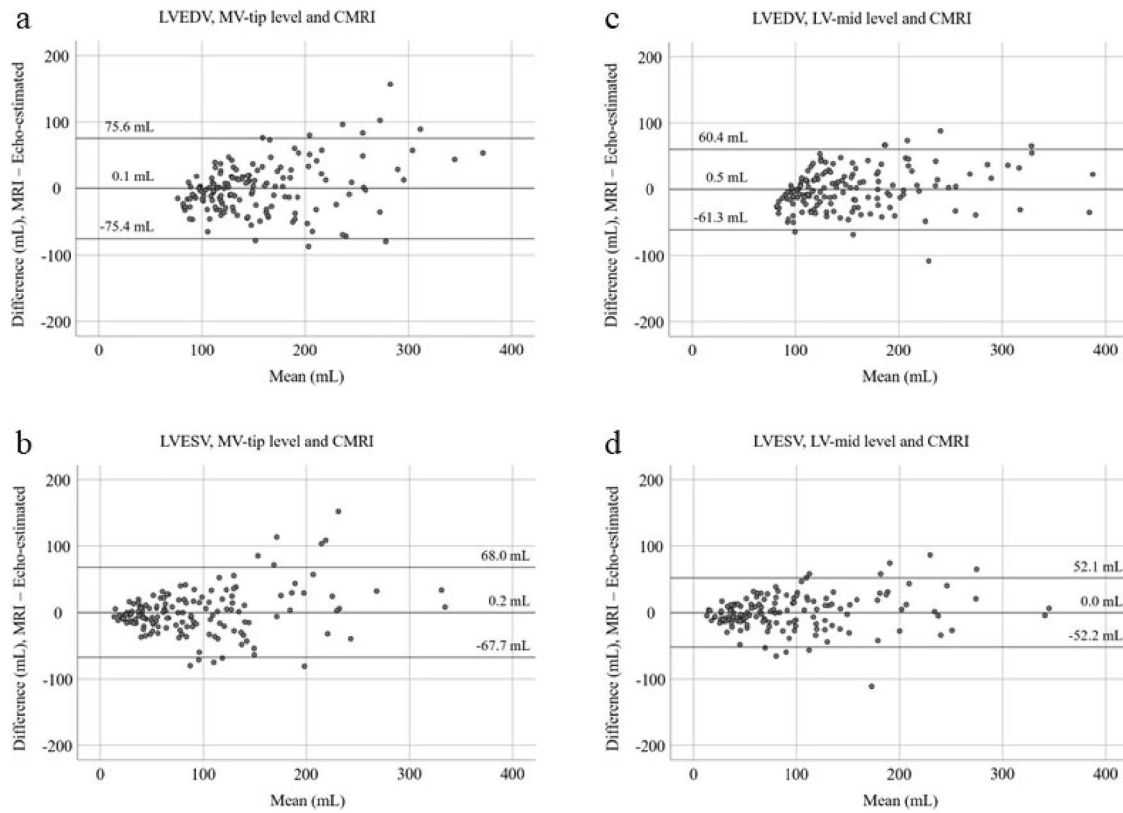 a
LVEDV, MV-tip level and CMRI
Difference (mL), MRI – Echo-estimated
200
100
0
-100
-200
75.6 mL
0.1 mL
-75.4 mL
0 100 200 300 400
Mean (mL)
c
LVEDV, LV-mid level and CMRI
Difference (mL), MRI – Echo-estimated
200
100
0
-100
-200
60.4 mL
0.5 mL
-61.3 mL
0 100 200 300 400
Mean (mL)
b
LVESV, MV-tip level and CMRI
Difference (mL), MRI – Echo-estimated
200
100
0
-100
-200
68.0 mL
0.2 mL
-67.7 mL
0 100 200 300 400
Mean (mL)
d
LVESV, LV-mid level and CMRI
Difference (mL), MRI – Echo-estimated
200
100
0
-100
-200
52.1 mL
0.0 mL
-52.2 mL
0 100 200 300 400
Mean (mL)